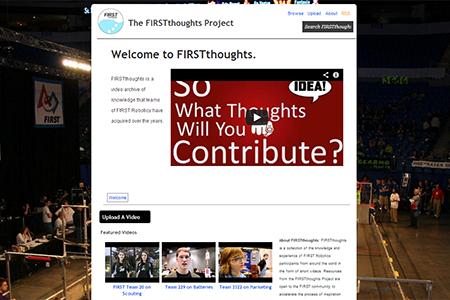 FIRST
The FIRSTthoughts Project
Browse Upload About RSS
Search FIRSTthough
Welcome to FIRSTthoughts.
FIRSTthoughts is a
video archive of
knowledge that teams
of FIRST Robotics have
acquired over the years.
So
IDEA!
What Thoughts
Will You
Contribute?
FIRST
Welcome
Upload A Video
Featured Videos
FIRST Team 20 on
Scouting
Team 229 on Batteries
Team 3322 on Marketing
About FIRSTthoughts: FIRSTthoughts
is a collection of the knowledge
and experience of FIRST Robotics
participants from around the world
in the form of short videos. Resources
from the FIRSTthoughts Project are
open to the FIRST community to
accelerate the process of inspiration